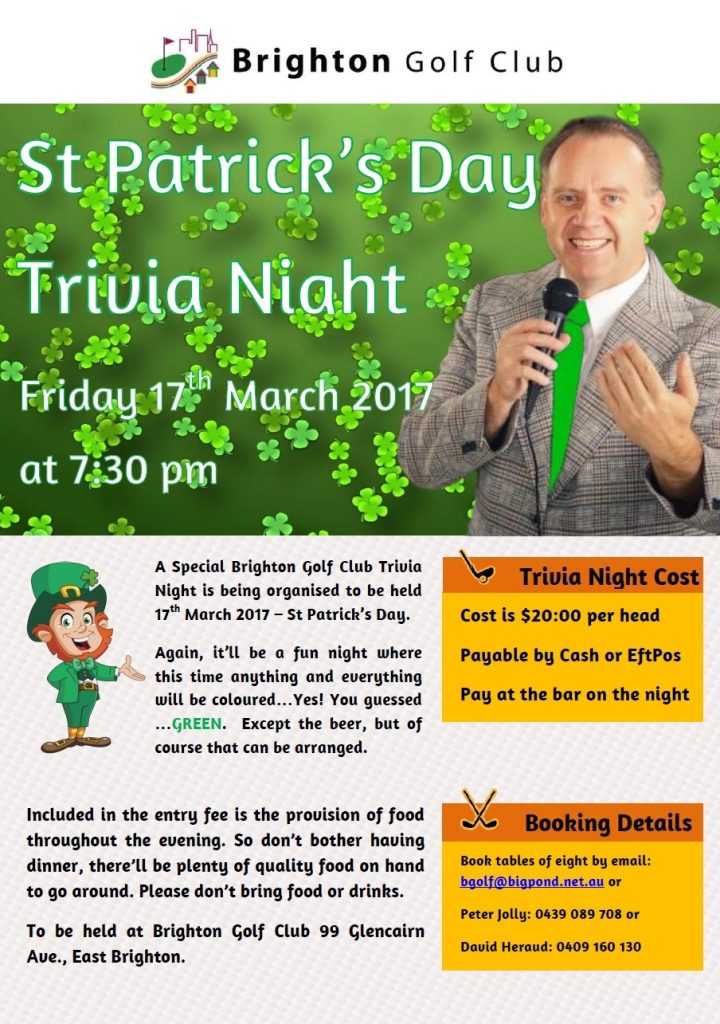 Brighton Golf Club
St Patrick's Day
Trivia Night
Friday 17th March 2017
at 7:30 pm
A Special Brighton Golf Club Trivia
Night is being organised to be held
17th March 2017 – St Patrick's Day.
Again, it'll be a fun night where
this time anything and everything
will be coloured...Yes! You guessed
...GREEN. Except the beer, but of
course that can be arranged.
Trivia Night Cost
Cost is $20:00 per head
Payable by Cash or EftPos
Pay at the bar on the night
Included in the entry fee is the provision of food
throughout the evening. So don't bother having
dinner, there'll be plenty of quality food on hand
to go around. Please don't bring food or drinks.
To be held at Brighton Golf Club 99 Glencairn
Ave., East Brighton.
Booking Details
Book tables of eight by email:
bgolf@bigpond.net.au or
Peter Jolly: 0439 089 708 or
David Heraud: 0409 160 130